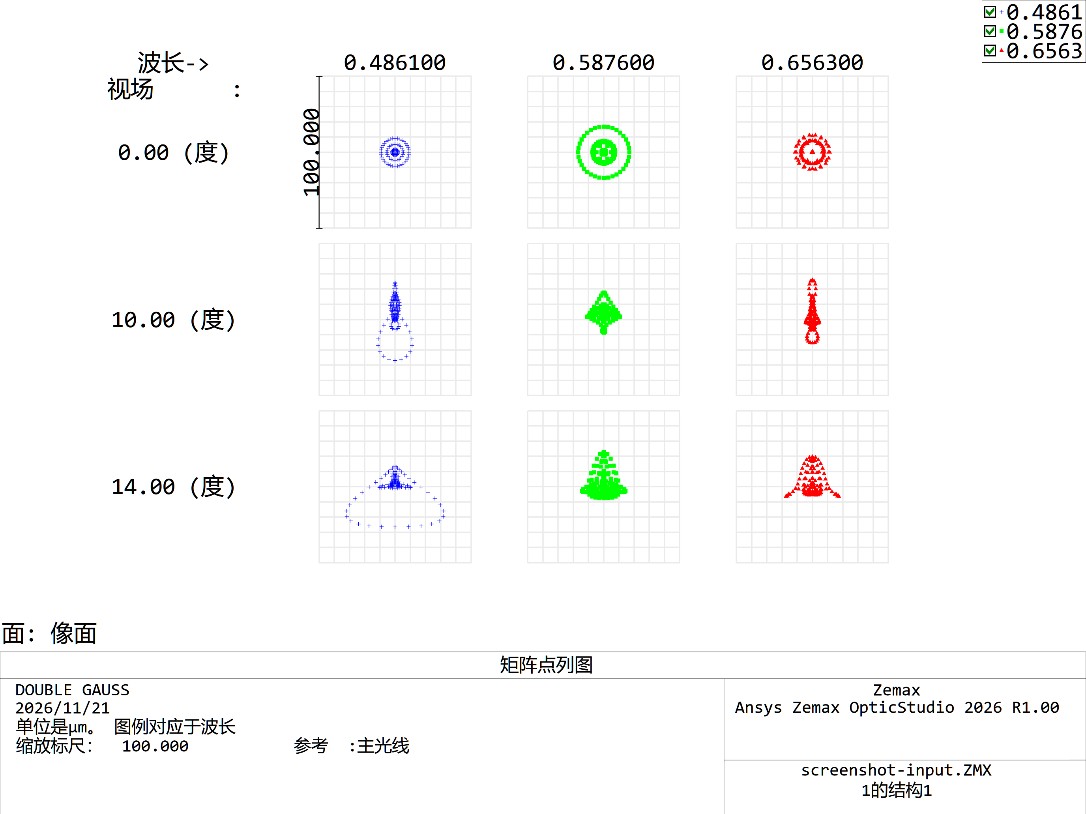 0.4861
0.5876
0.6563
波长->
0.486100
0.587600
0.656300
视场 :
100.000
0.00 (度)
10.00 (度)
14.00 (度)
面: 像面
矩阵点列图
DOUBLE GAUSS
2026/11/21
单位是μm。 图例对应于波长
缩放标尺: 100.000 参考 :主光线
Zemax
Ansys Zemax OpticStudio 2026 R1.00
screenshot-input.ZMX
1的结构1